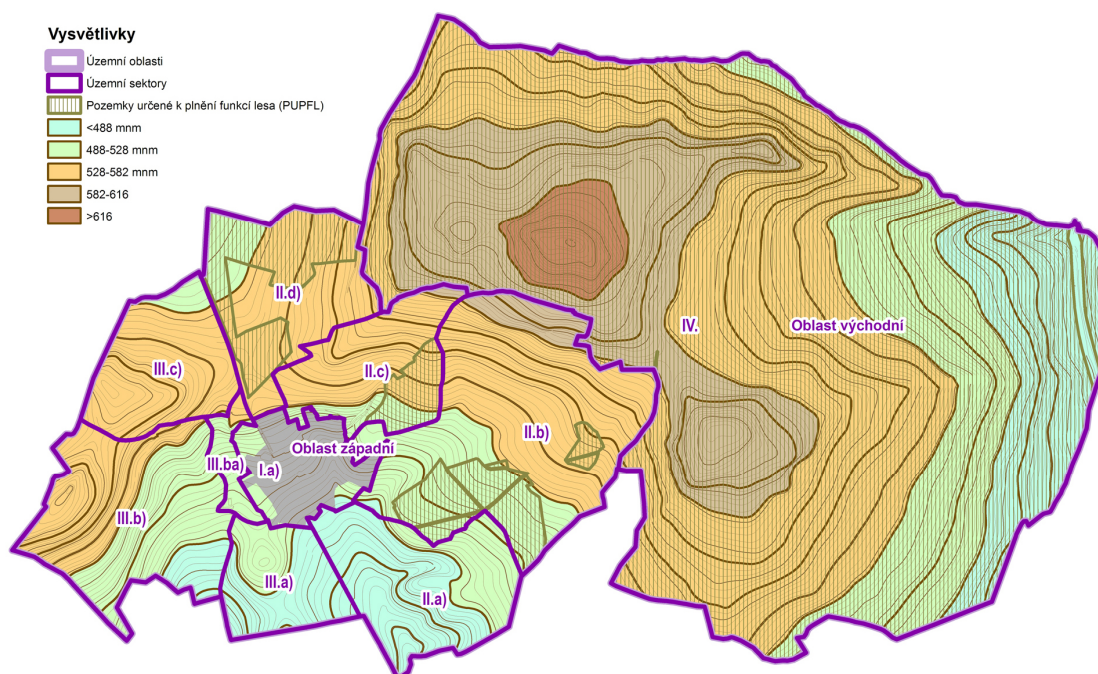 Vysvětlivky
Územní oblasti
Územní sektory
Pozemky určené k plnění funkcí lesa (PUPFL)
<488 mnm
488-528 mnm
528-582 mnm
582-616
>616
II.d)
IV.
Oblast východní
III.c)
II.c)
II.b)
Oblast západní
III.ba)
I.a)
III.b)
III.a)
II.a)